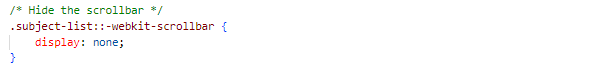 /* Hide the scrollbar */
.subject-list::-webkit-scrollbar {
    display: none;
}